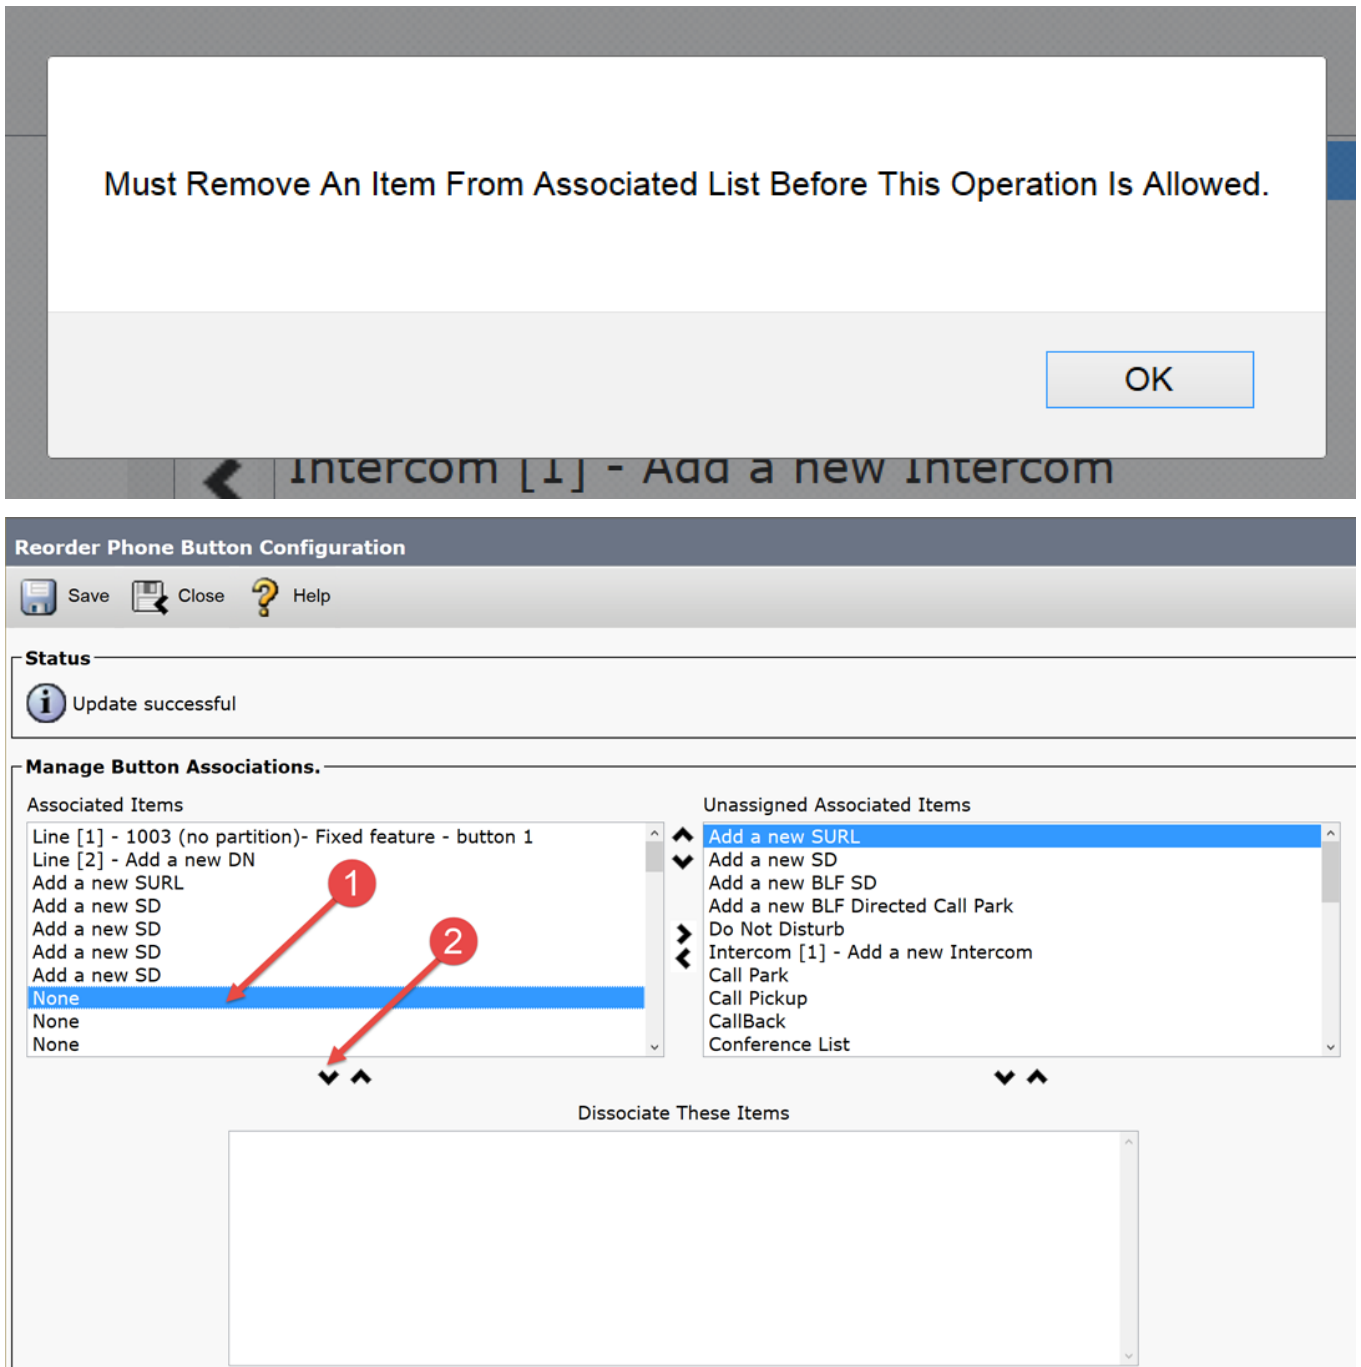 Must Remove An Item From Associated List Before This Operation Is Allowed.
OK
Intercom [1] - Add a new Intercom
Reorder Phone Button Configuration
Save Close Help
Status
Update successful
Manage Button Associations.
Associated Items
Line [1] - 1003 (no partition)- Fixed feature - button 1
Line [2] - Add a new DN
Add a new SURL
Add a new SD
Add a new SD
Add a new SD
Add a new SD
None
None
None
1
2
Unassigned Associated Items
Add a new SURL
Add a new SD
Add a new BLF SD
Add a new BLF Directed Call Park
Do Not Disturb
Intercom [1] - Add a new Intercom
Call Park
Call Pickup
CallBack
Conference List
Dissociate These Items